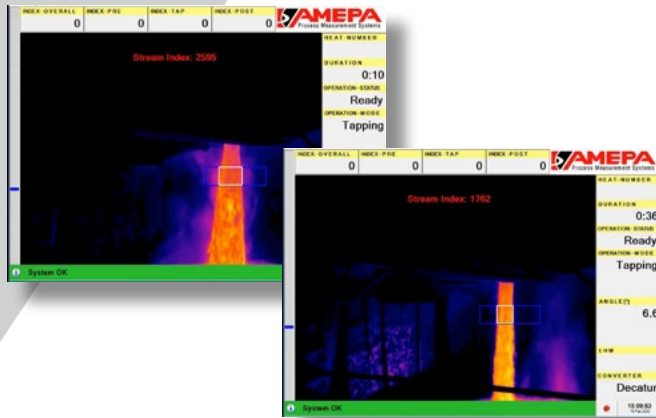 INDEX-OVERALL INDEX-PRE INDEX-TAP INDEX-POST
0 0 0 0
AMEPA
Process Measurement Systems
HEAT-NUMBER
Stream Index: 2595
DURATION
0:10
OPERATION-STATUS
Ready
OPERATION-MODE
Tapping
System OK
INDEX-OVERALL INDEX-PRE INDEX-TAP INDEX-POST
0 0 0 0
AMEPA
Process Measurement Systems
HEAT-NUMBER
Stream Index: 1762
DURATION
0:36
OPERATION-STATUS
Ready
OPERATION-MODE
Tapping
ANGLE[°]
6.6
LHM
CONVERTER
Decatur
System OK